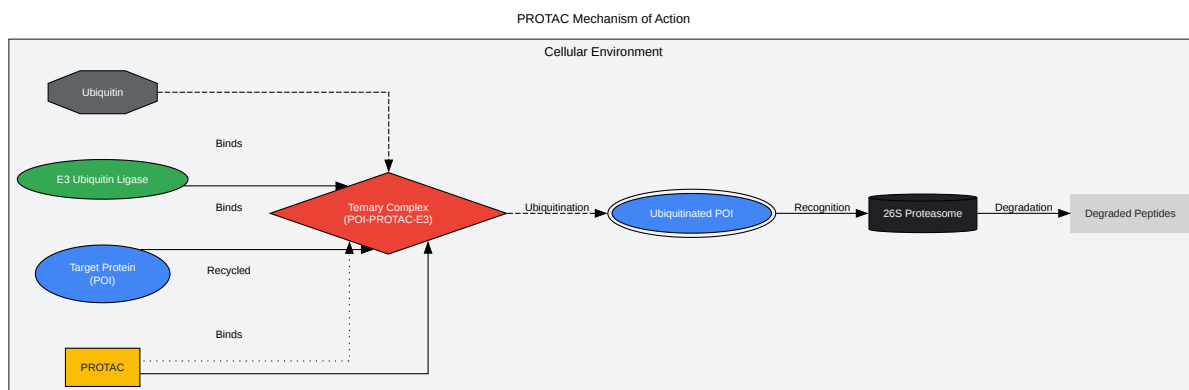 PROTAC Mechanism of Action
Cellular Environment
Ubiquitin
Binds
E3 Ubiquitin Ligase
Binds
Ternary Complex
(POI-PROTAC-E3)
Ubiquitination
Ubiquitinated POI
Recognition
26S Proteasome
Degradation
Degraded Peptides
Target Protein
(POI)
Recycled
Binds
PROTAC